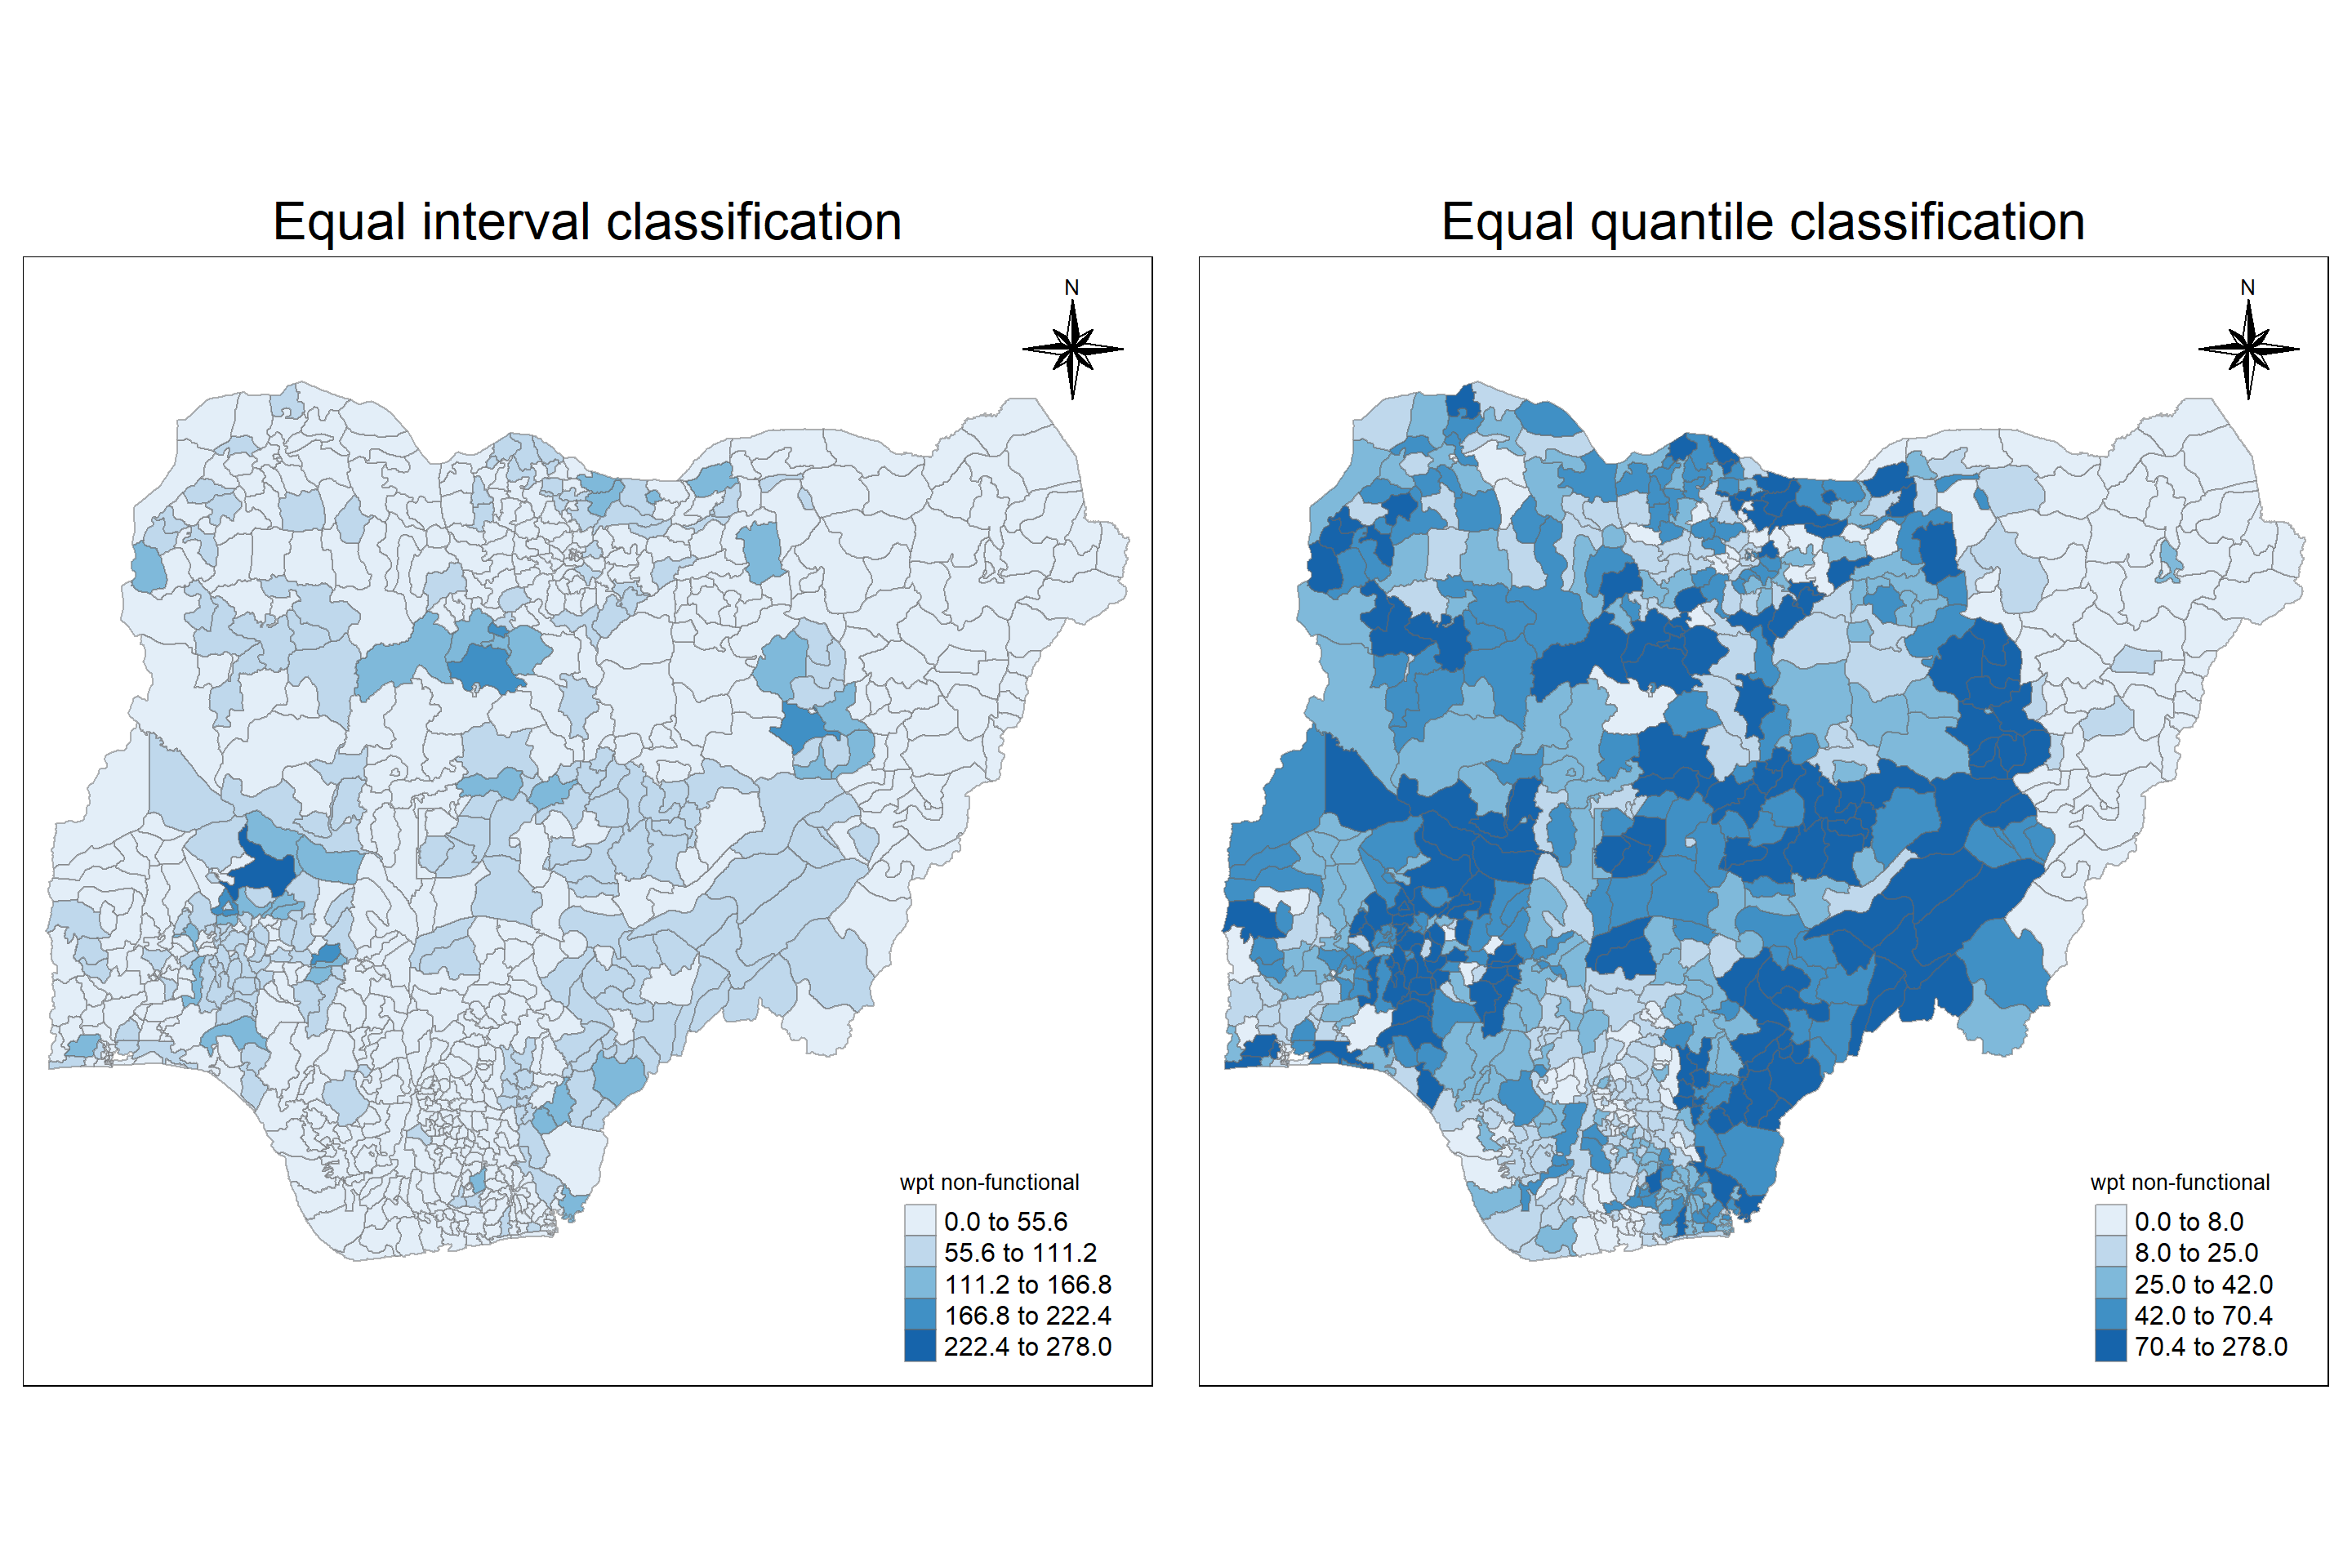 Equal interval classification
N
wpt non-functional
0.0 to 55.6
55.6 to 111.2
111.2 to 166.8
166.8 to 222.4
222.4 to 278.0
Equal quantile classification
N
wpt non-functional
0.0 to 8.0
8.0 to 25.0
25.0 to 42.0
42.0 to 70.4
70.4 to 278.0